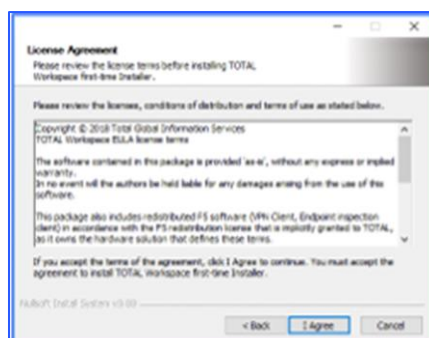 License Agreement
Please review the license terms before installing TOTAL
Workspace first-time Installer.
Please review the licenses, conditions of distribution and terms of use as stated below.
Copyright © 2018 Total Global Information Services
TOTAL Workspace EULA license terms
The software contained in this package is provided 'as-is', without any express or implied
warranty.
In no event will the authors be held liable for any damages arising from the use of this
software.
This package also includes redistributed F5 software (VPN Client, Endpoint inspection
client) in accordance with the F5 redistribution license that is implicitly granted to TOTAL,
as it owns the hardware solution that defines these terms.
If you accept the terms of the agreement, click I Agree to continue. You must accept the
agreement to install TOTAL Workspace first-time Installer.
Nullsoft Install System
< Back
I Agree
Cancel